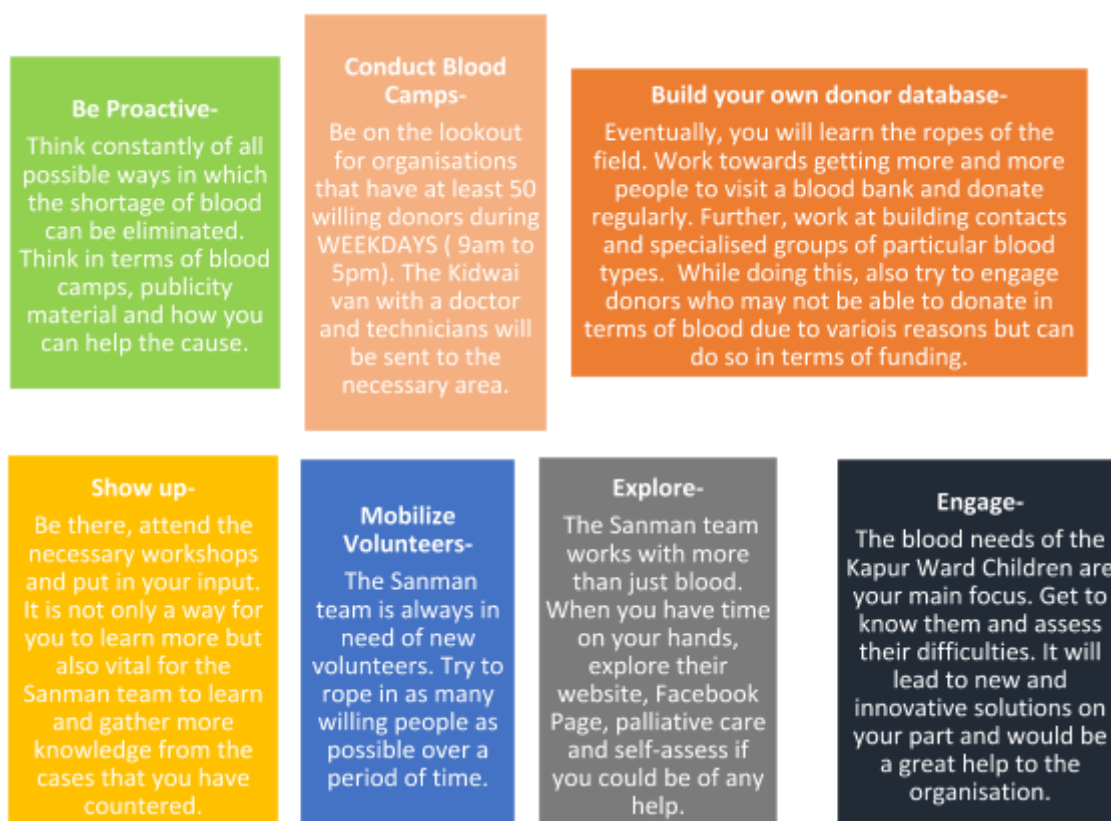 Be Proactive-
Think constantly of all
possible ways in which
the shortage of blood
can be eliminated.
Think in terms of blood
camps, publicity
material and how you
can help the cause.
Conduct Blood
Camps-
Be on the lookout
for organisations
that have at least 50
willing donors during
WEEKDAYS ( 9am to
5pm). The Kidwai
van with a doctor
and technicians will
be sent to the
necessary area.
Build your own donor database-
Eventually, you will learn the ropes of the
field. Work towards getting more and more
people to visit a blood bank and donate
regularly. Further, work at building contacts
and specialised groups of particular blood
types.  While doing this, also try to engage
donors who may not be able to donate in
terms of blood due to variois reasons but can
do so in terms of funding.
Show up-
Be there, attend the
necessary workshops
and put in your input.
It is not only a way for
you to learn more but
also vital for the
Sanman team to learn
and gather more
knowledge from the
cases that you have
countered.
Mobilize
Volunteers-
The Sanman
team is always in
need of new
volunteers. Try to
rope in as many
willing people as
possible over a
period of time.
Explore-
The Sanman team
works with more
than just blood.
When you have time
on your hands,
explore their
website, Facebook
Page, palliative care
and self-assess if
you could be of any
help.
Engage-
The blood needs of the
Kapur Ward Children are
your main focus. Get to
know them and assess
their difficulties. It will
lead to new and
innovative solutions on
your part and would be
a great help to the
organisation.